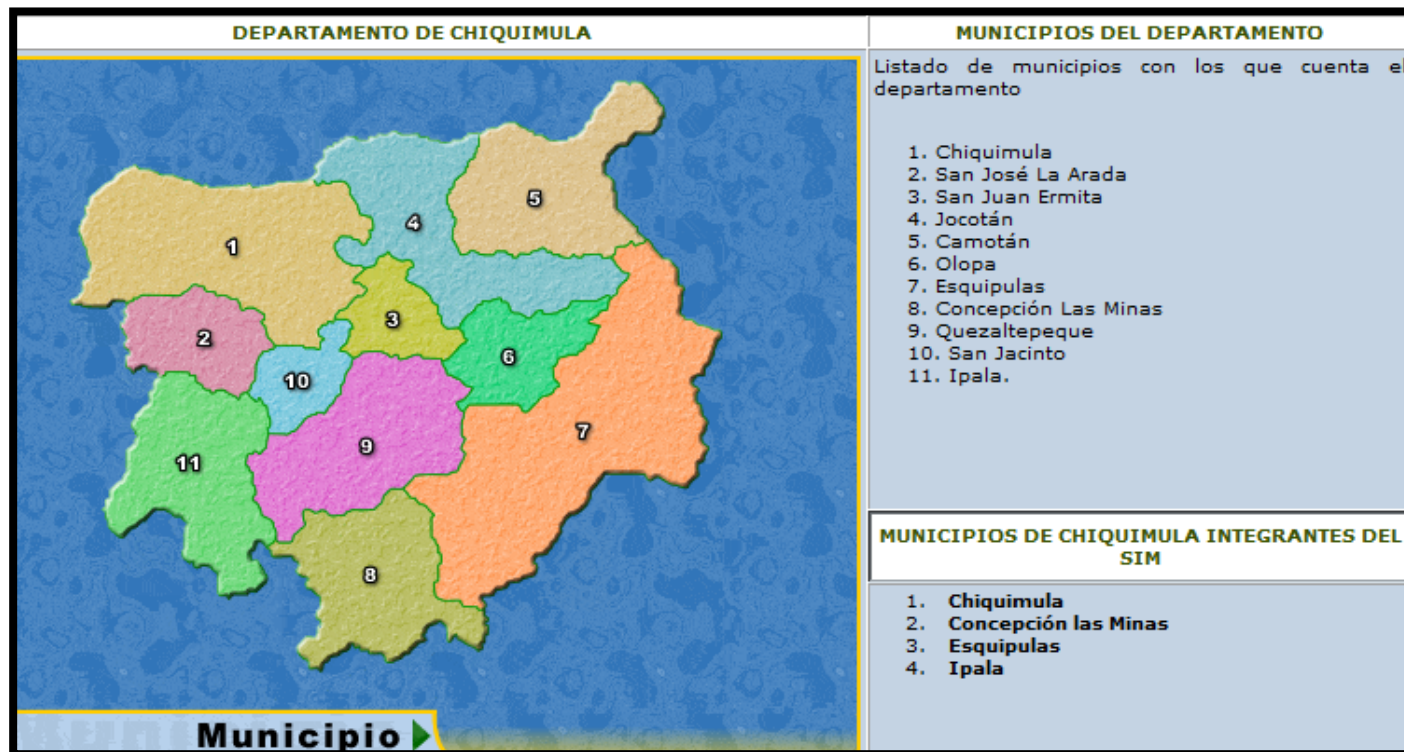 DEPARTAMENTO DE CHIQUIMULA
1
2
3
4
5
6
7
8
9
10
11
Municipio
MUNICIPIOS DEL DEPARTAMENTO
Listado de municipios con los que cuenta el
departamento
1. Chiquimula
2. San José La Arada
3. San Juan Ermita
4. Jocotán
5. Camotán
6. Olopa
7. Esquipulas
8. Concepción Las Minas
9. Quezaltepeque
10. San Jacinto
11. Ipala.
MUNICIPIOS DE CHIQUIMULA INTEGRANTES DEL
SIM
1. Chiquimula
2. Concepción las Minas
3. Esquipulas
4. Ipala